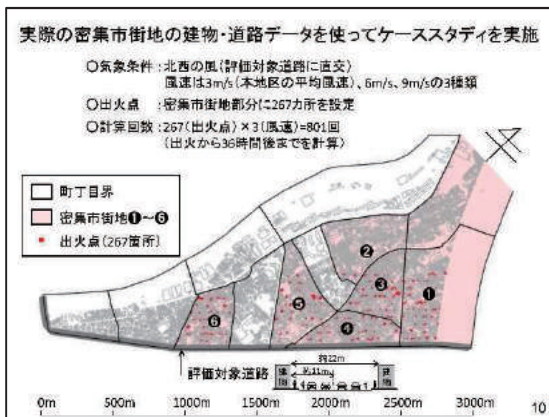 実際の密集市街地の建物・道路データを使ってケーススタディを実施
○気象条件：北西の風(評価対象道路に直交)
風速は3m/s(本地区の平均風速)、6m/s、9m/sの3種類
○出火点：密集市街地部分に267カ所を設定
○計算回数：267(出火点)×3(風速)=801回
(出火から36時間後までを計算)
町丁目界
密集市街地❶～❻
出火点(267箇所)
❷
❸
❶
❺
❻
❹
約22m
約11m
建物
建物
評価対象道路
0m 500m 1000m 1500m 2000m 2500m 3000m
10